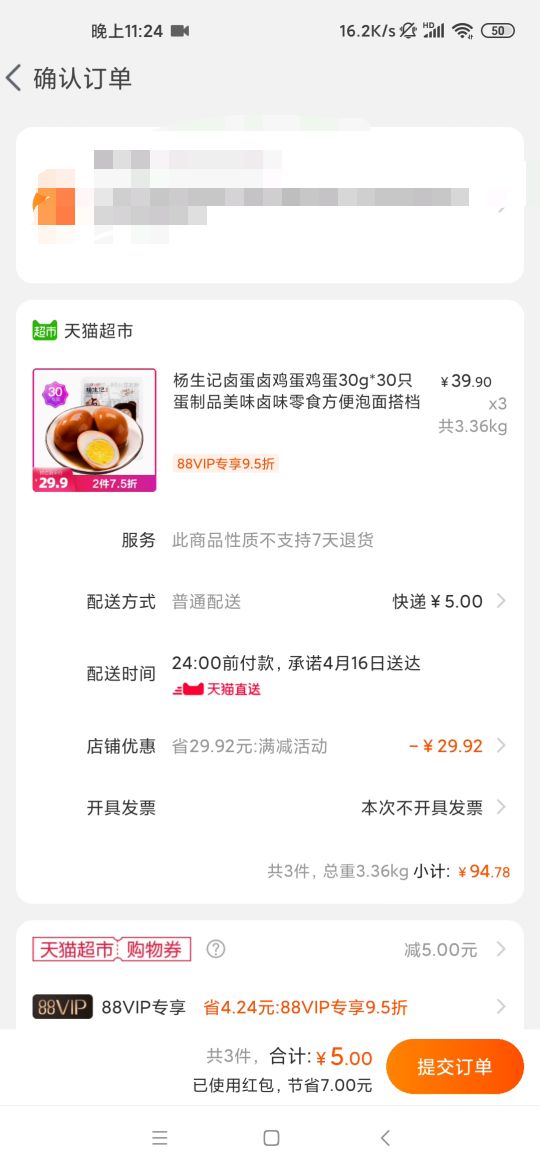 晚上11:24
16.2K/s HD 50
确认订单
超市 天猫超市
杨生记卤蛋卤鸡蛋鸡蛋30g*30只
蛋制品美味卤味零食方便泡面搭档
¥39.90
x3
共3.36kg
30
29.9 2件7.5折
88VIP专享9.5折
服务 此商品性质不支持7天退货
配送方式 普通配送 快递¥5.00
配送时间 24:00前付款，承诺4月16日送达
天猫直送
店铺优惠 省29.92元:满减活动 -¥29.92
开具发票 本次不开具发票
共3件，总重3.36kg 小计: ¥94.78
天猫超市 购物券 ? 减5.00元
88VIP 88VIP专享 省4.24元:88VIP专享9.5折
共3件，合计:¥5.00
已使用红包，节省7.00元
提交订单